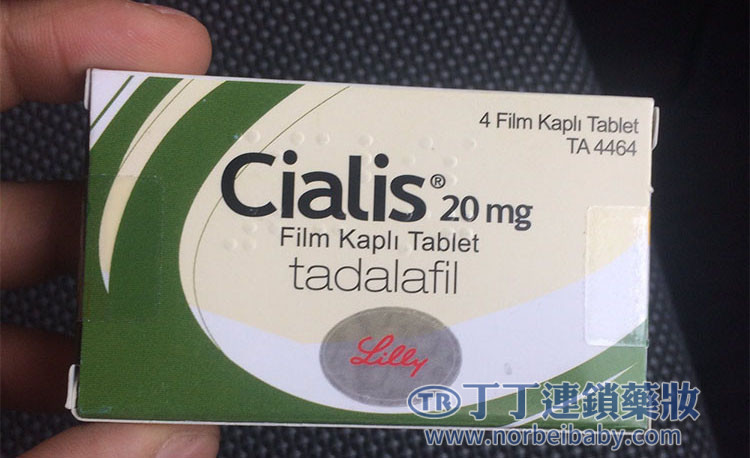 4 Film Kaplı Tablet
TA 4464
Cialis® 20 mg
Film Kaplı Tablet
tadalafil
Lilly
TR 丁丁連鎖藥妝
www.norbeibaby.com